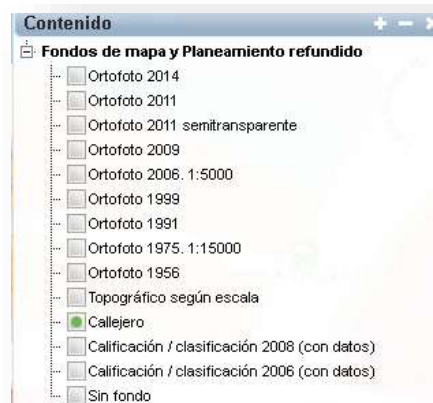 Contenido
Fondos de mapa y Planeamiento refundido
Ortofoto 2014
Ortofoto 2011
Ortofoto 2011 semitransparente
Ortofoto 2009
Ortofoto 2006. 1:5000
Ortofoto 1999
Ortofoto 1991
Ortofoto 1975. 1:15000
Ortofoto 1956
Topográfico según escala
Callejero
Calificación / clasificación 2008 (con datos)
Calificación / clasificación 2006 (con datos)
Sin fondo